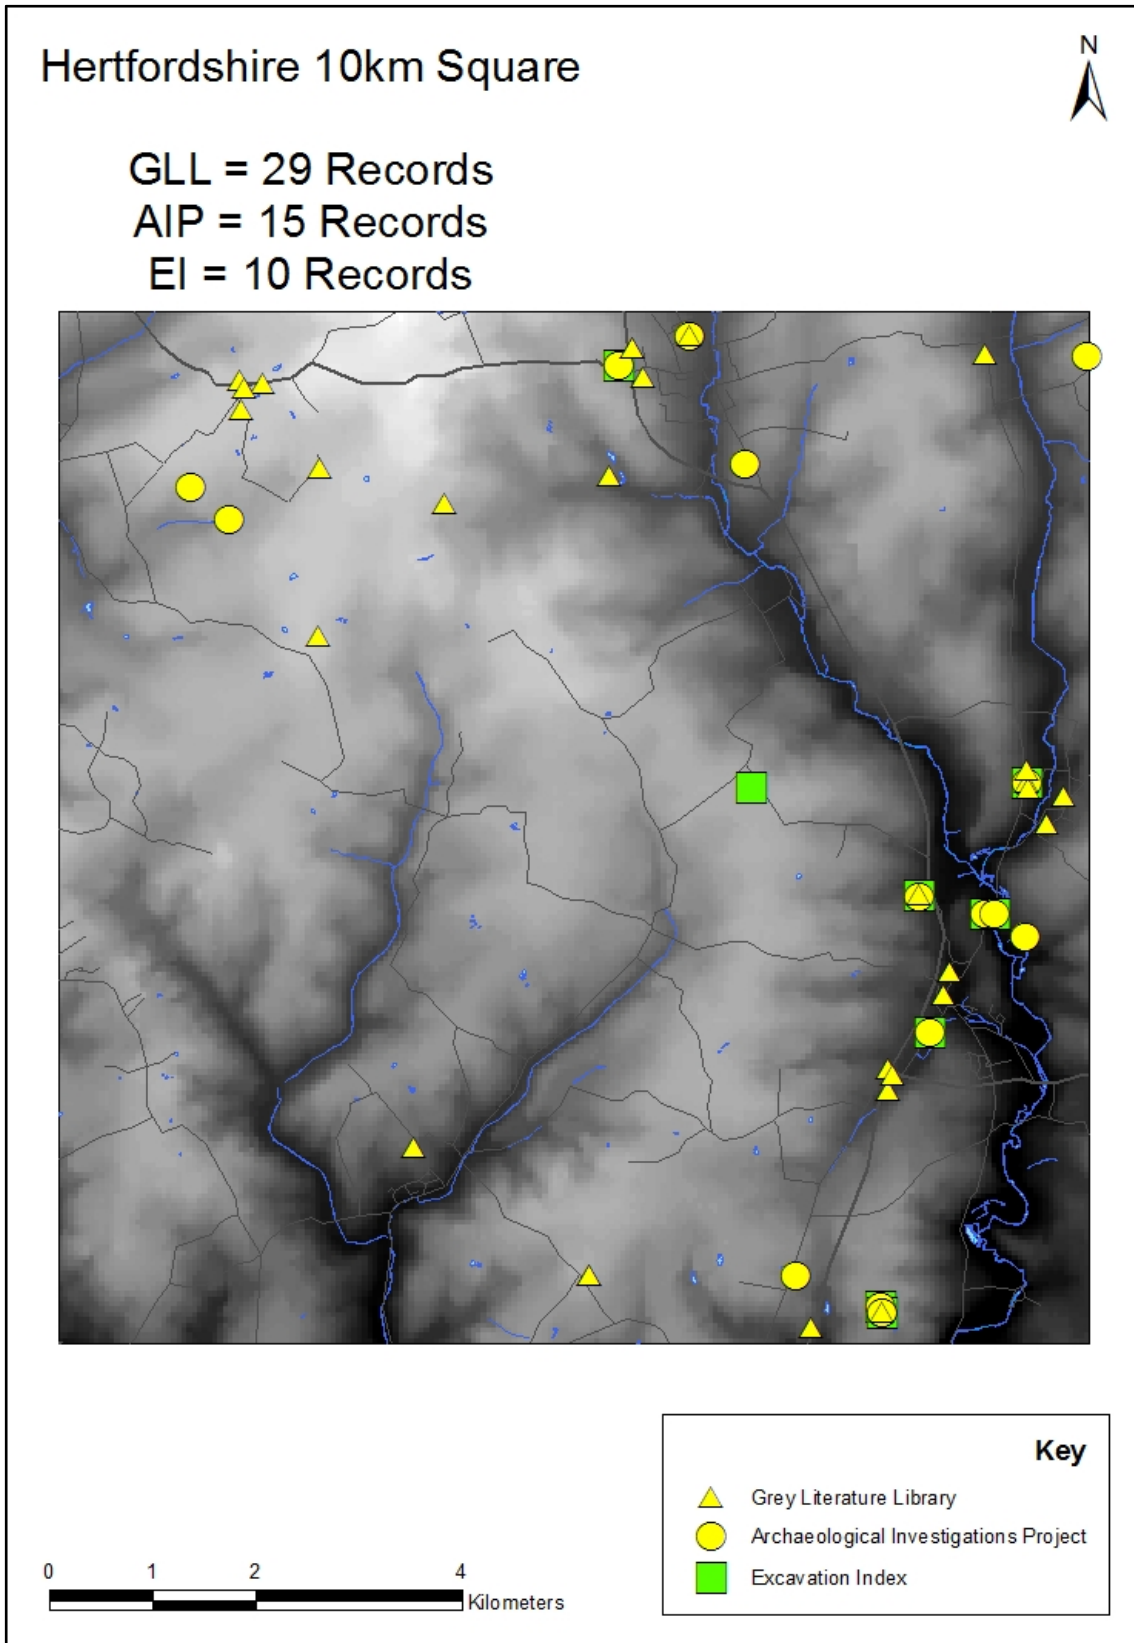 Hertfordshire 10km Square
N
GLL = 29 Records
AIP = 15 Records
EI = 10 Records
Key
Grey Literature Library
Archaeological Investigations Project
Excavation Index
0 1 2 4
Kilometers